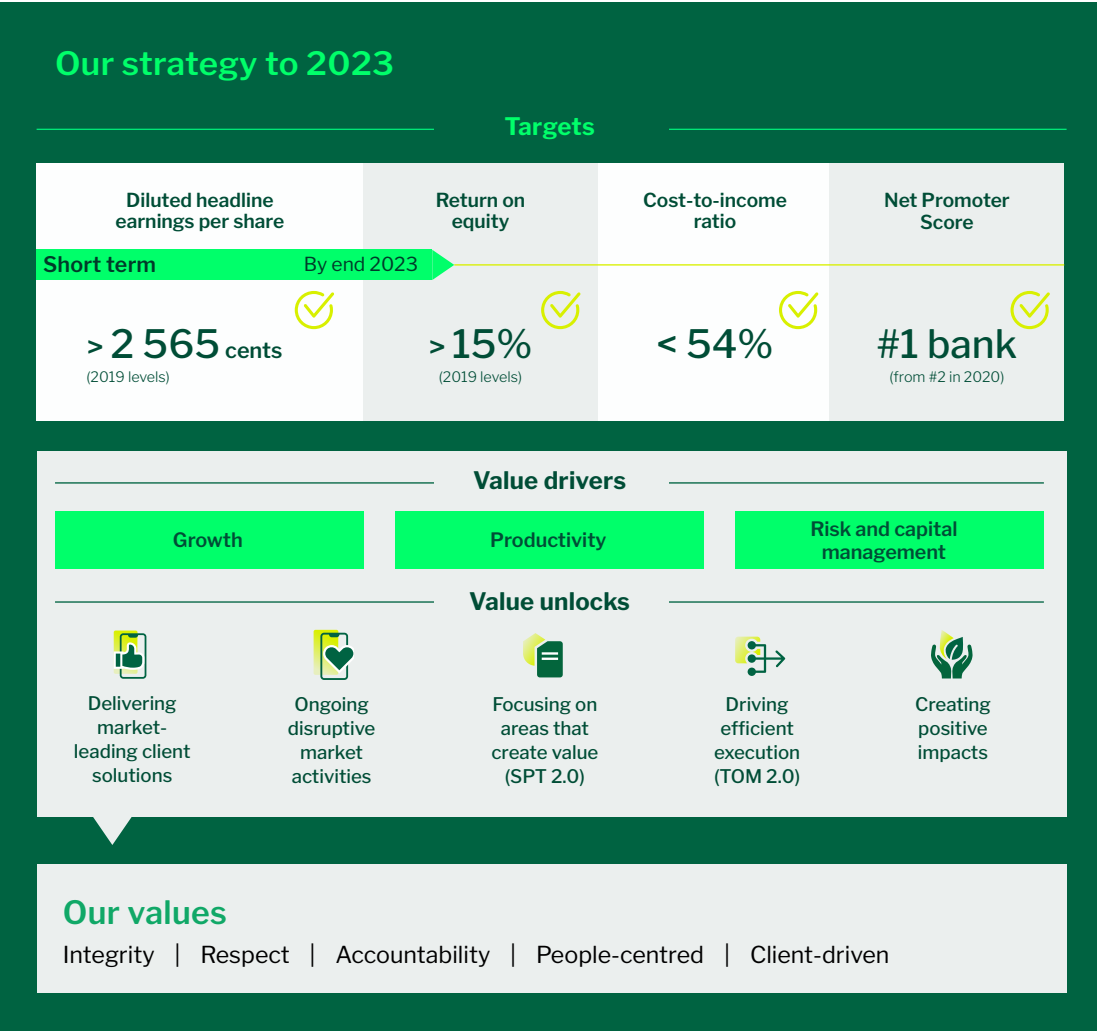 Our strategy to 2023
Targets
Diluted headline
earnings per share
Return on
equity
Cost-to-income
ratio
Net Promoter
Score
Short term
By end 2023
> 2 565 cents
(2019 levels)
> 15%
(2019 levels)
< 54%
#1 bank
(from #2 in 2020)
Value drivers
Growth
Productivity
Risk and capital
management
Value unlocks
Delivering
market-
leading client
solutions
Ongoing
disruptive
market
activities
Focusing on
areas that
create value
(SPT 2.0)
Driving
efficient
execution
(TOM 2.0)
Creating
positive
impacts
Our values
Integrity | Respect | Accountability | People-centred | Client-driven